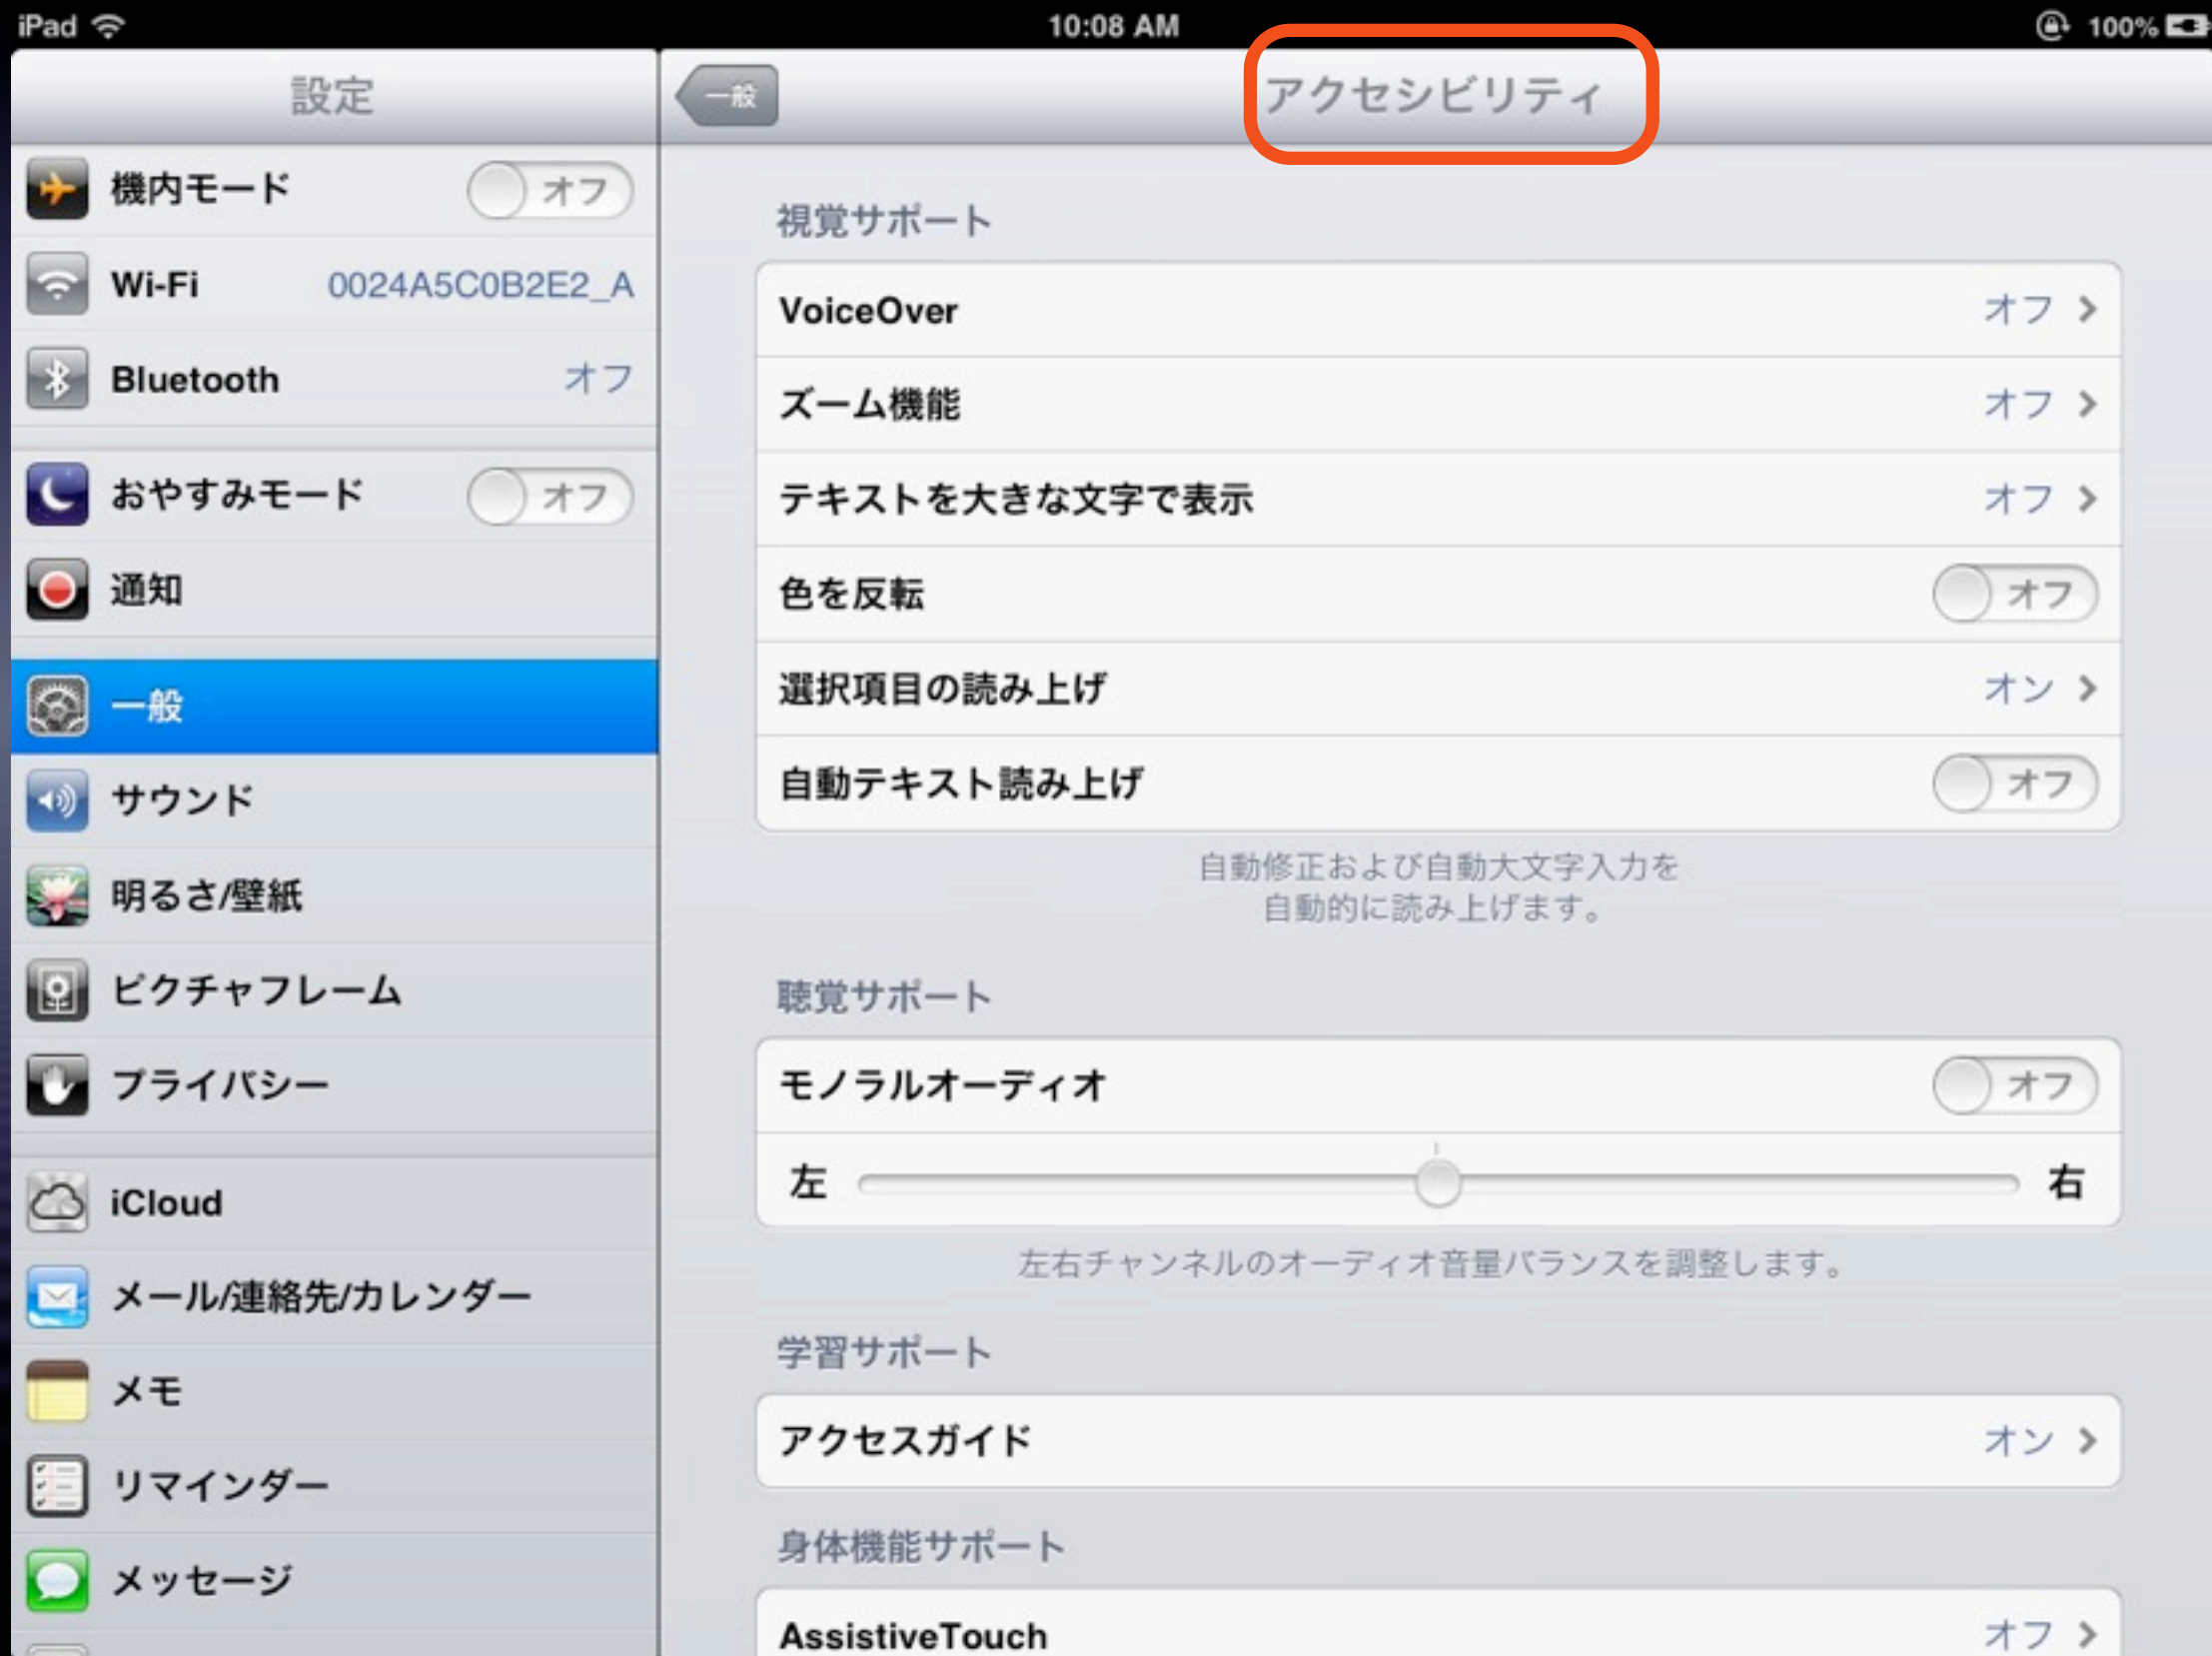 iPad
10:08 AM
100%
設定
機内モード オフ
Wi-Fi 0024A5C0B2E2_A
Bluetooth オフ
おやすみモード オフ
通知
一般
サウンド
明るさ/壁紙
ピクチャフレーム
プライバシー
iCloud
メール/連絡先/カレンダー
メモ
リマインダー
メッセージ
一般
アクセシビリティ
視覚サポート
VoiceOver オフ
ズーム機能 オフ
テキストを大きな文字で表示 オフ
色を反転 オフ
選択項目の読み上げ オン
自動テキスト読み上げ オフ
自動修正および自動大文字入力を
自動的に読み上げます。
聴覚サポート
モノラルオーディオ オフ
左 右
左右チャンネルのオーディオ音量バランスを調整します。
学習サポート
アクセスガイド オン
身体機能サポート
AssistiveTouch オフ